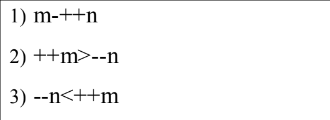 1) m-++n
2) ++m>--n
3) --n<++m